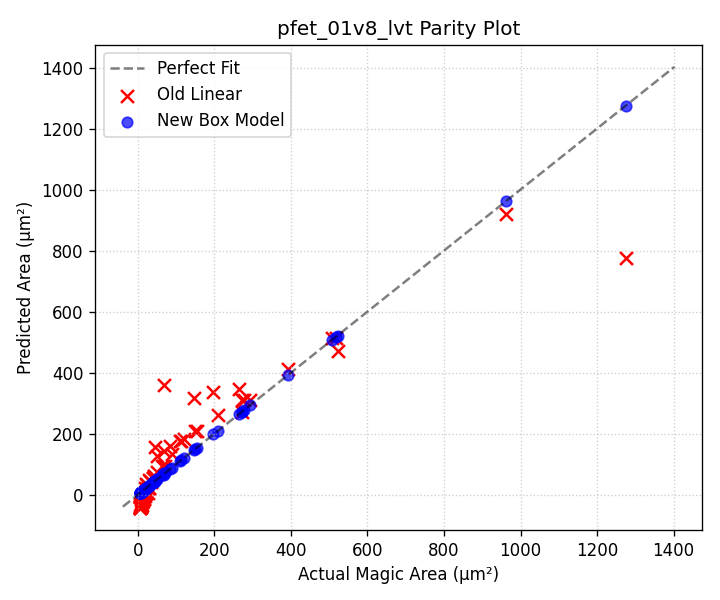 pfet_01v8_lvt Parity Plot
Perfect Fit
Old Linear
New Box Model
1400
1200
1000
800
600
400
200
0
Predicted Area (μm²)
0 200 400 600 800 1000 1200 1400
Actual Magic Area (μm²)